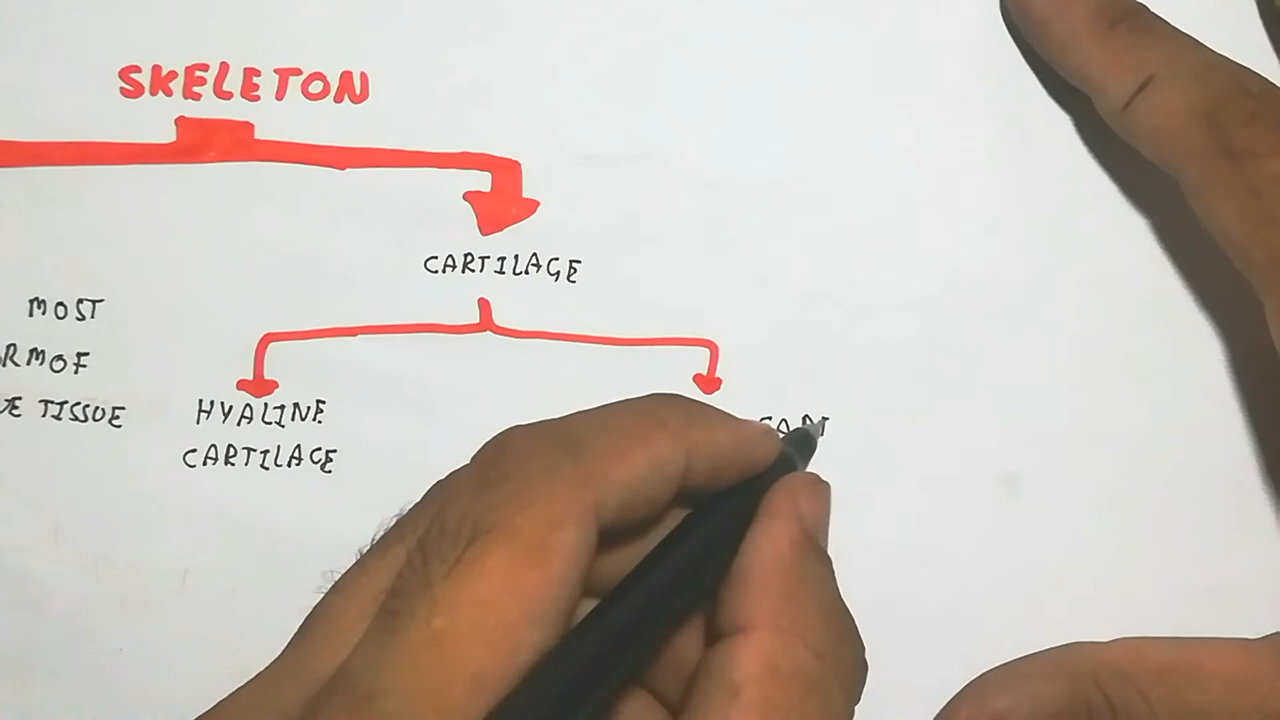 SKELETON
CARTILAGE
MOST
RMOF
TISSUE
HYALINE
CARTILAGE